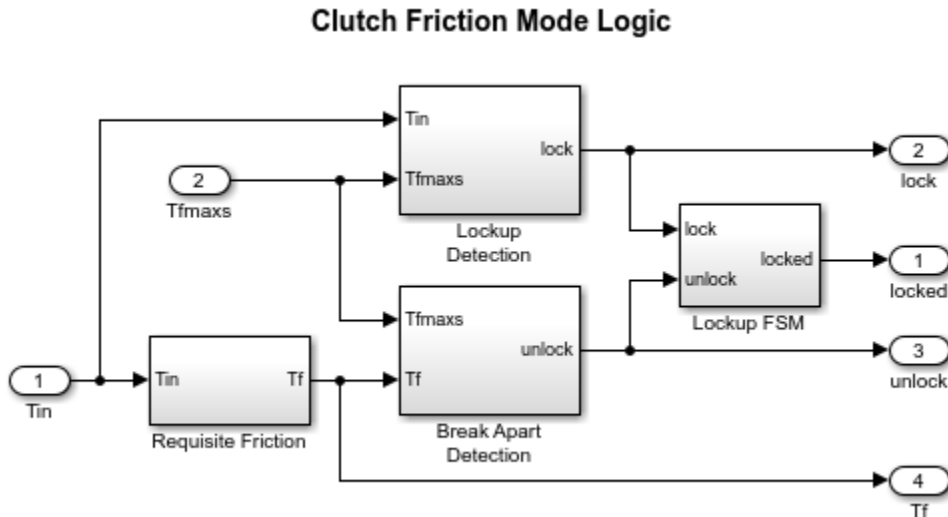 Clutch Friction Mode Logic
Tin
lock
Tfmaxs
Lockup
Detection
2
Tfmaxs
2
lock
lock
unlock
locked
Lockup FSM
1
locked
Tfmaxs
unlock
Tf
Break Apart
Detection
3
unlock
1
Tin
Tin
Tf
Requisite Friction
4
Tf